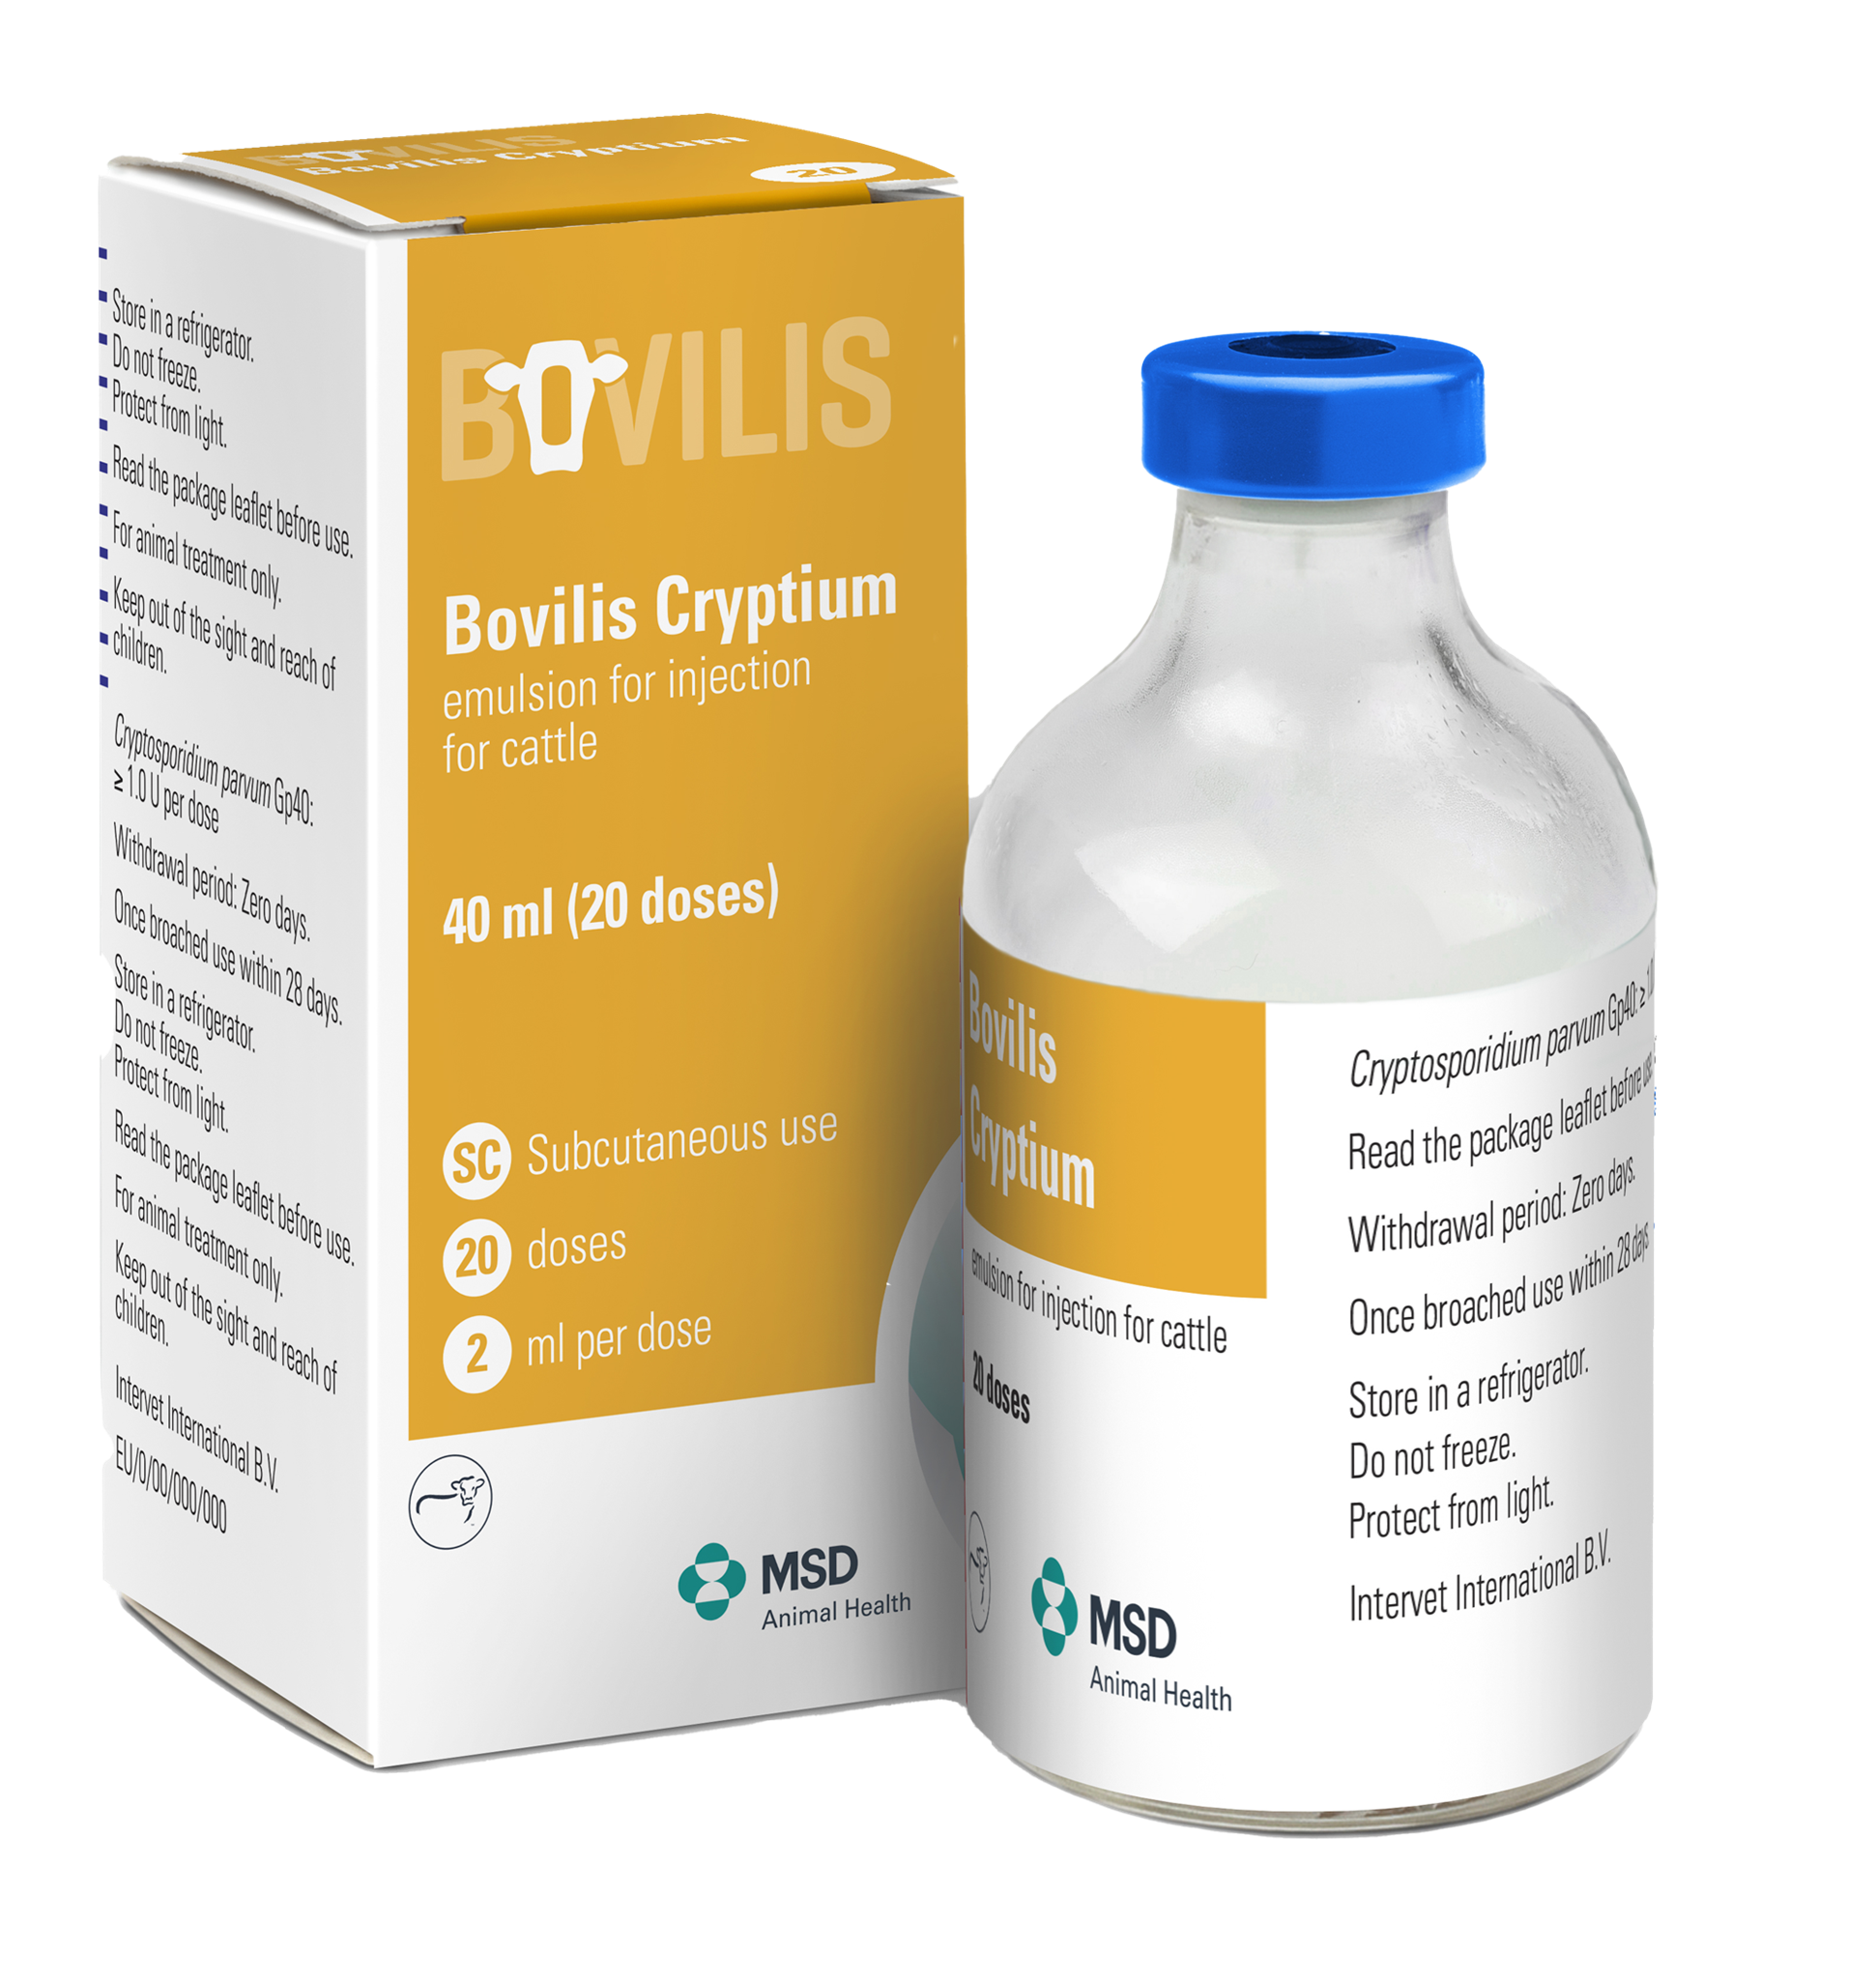 BOVILIS
Bovilis Cryptium
20
Store in a refrigerator.
Do not freeze.
Protect from light.
Read the package leaflet before use.
For animal treatment only.
Keep out of the sight and reach of
children.
Cryptosporidium parvum Gp40:
≥ 1.0 U per dose
Withdrawal period: Zero days.
Once broached use within 28 days.
Store in a refrigerator.
Do not freeze.
Protect from light.
Read the package leaflet before use.
For animal treatment only.
Keep out of the sight and reach of
children.
Intervet International B.V.
EU/0/00/000/000
BOVILIS
Bovilis Cryptium
emulsion for injection
for cattle
40 ml (20 doses)
SC Subcutaneous use
20 doses
2 ml per dose
MSD
Animal Health
Bovilis
Cryptium
emulsion for injection for cattle
20 doses
MSD
Animal Health
Cryptosporidium parvum Gp40: ≥
Read the package leaflet before use.
Withdrawal period: Zero days.
Once broached use within 28 days
Store in a refrigerator.
Do not freeze.
Protect from light.
Intervet International B.V.